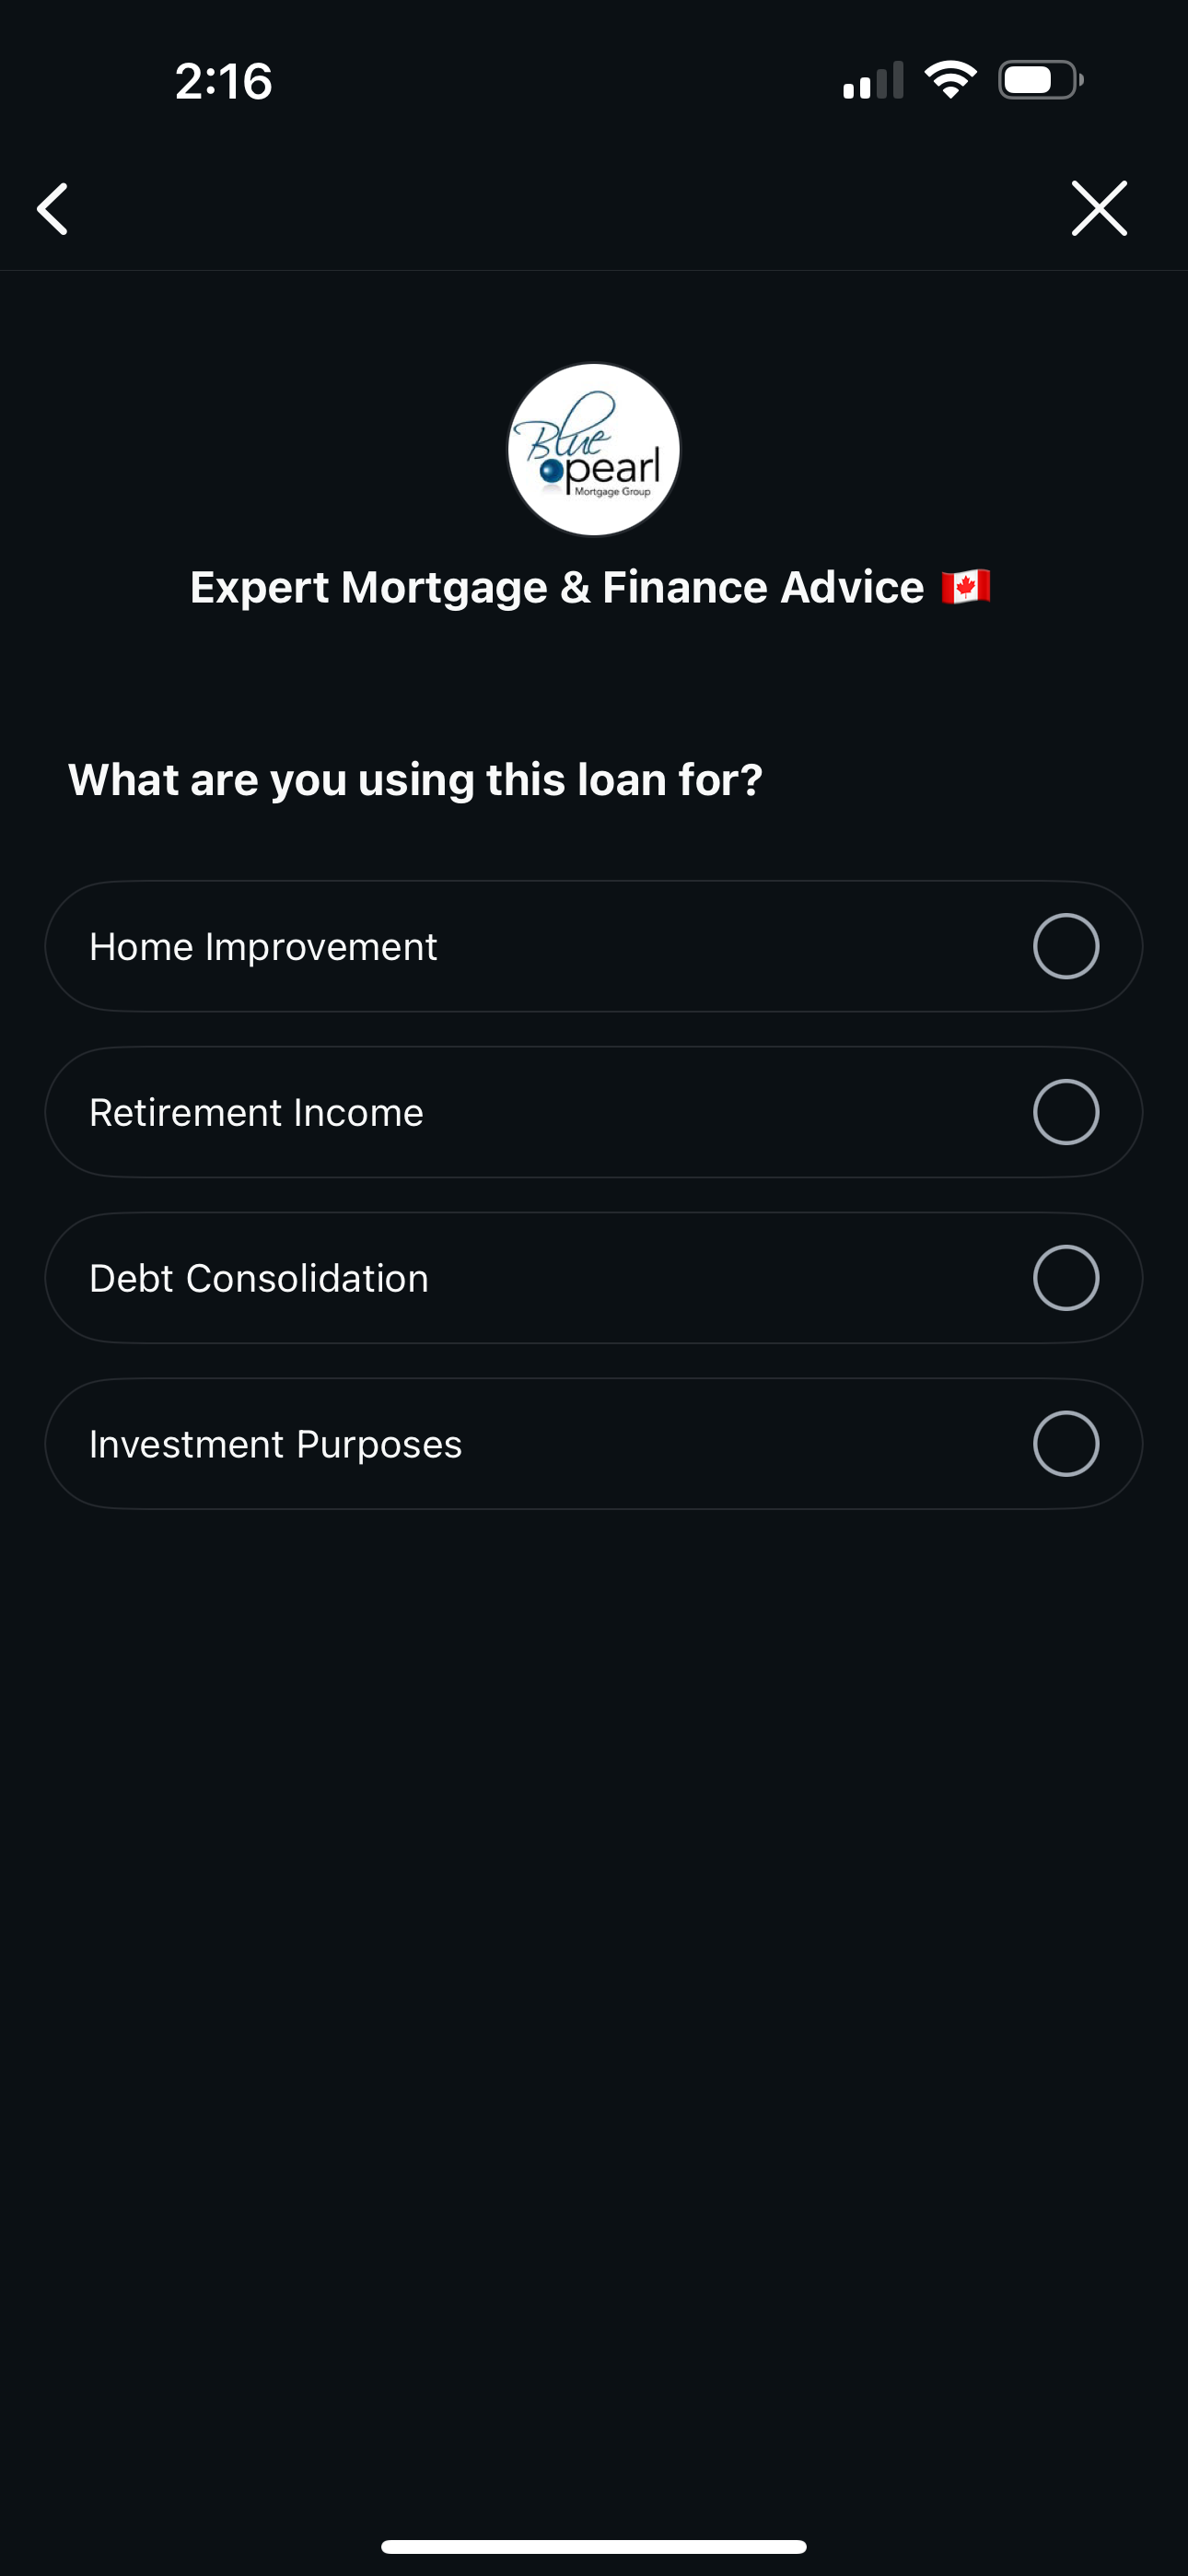 2:16
Blue
pearl
Mortgage Group
Expert Mortgage & Finance Advice 🇨🇦
What are you using this loan for?
Home Improvement
Retirement Income
Debt Consolidation
Investment Purposes